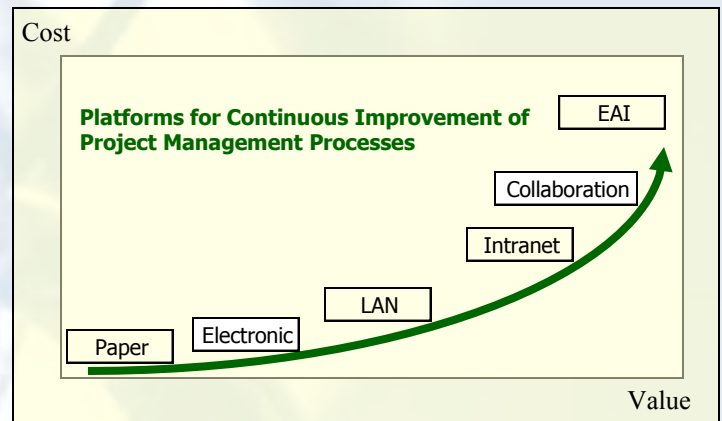 Cost
Platforms for Continuous Improvement of
Project Management Processes
EAI
Collaboration
Intranet
LAN
Electronic
Paper
Value